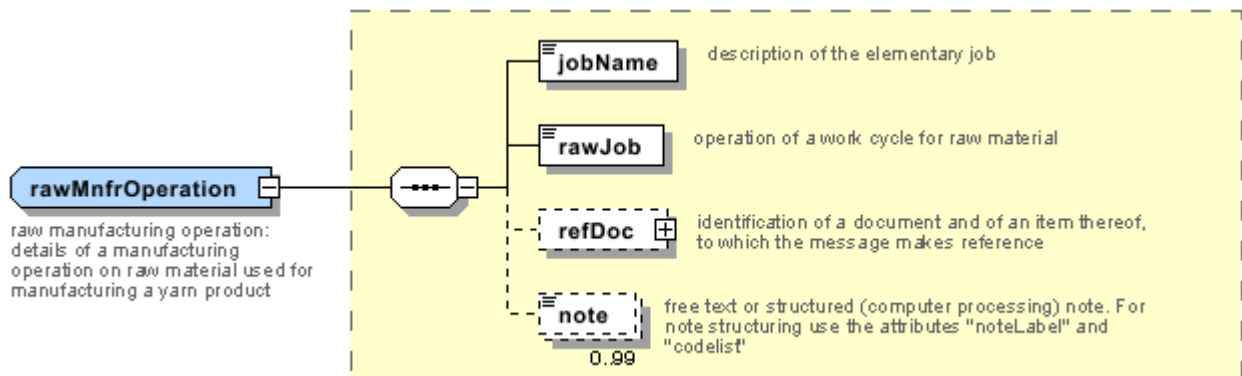 jobName
description of the elementary job
rawJob
operation of a work cycle for raw material
rawMnfrOperation
raw manufacturing operation:
details of a manufacturing
operation on raw material used for
manufacturing a yarn product
refDoc
identification of a document and of an item thereof,
to which the message makes reference
note
free text or structured (computer processing) note. For
note structuring use the attributes "noteLabel" and
"codelist"
0..99